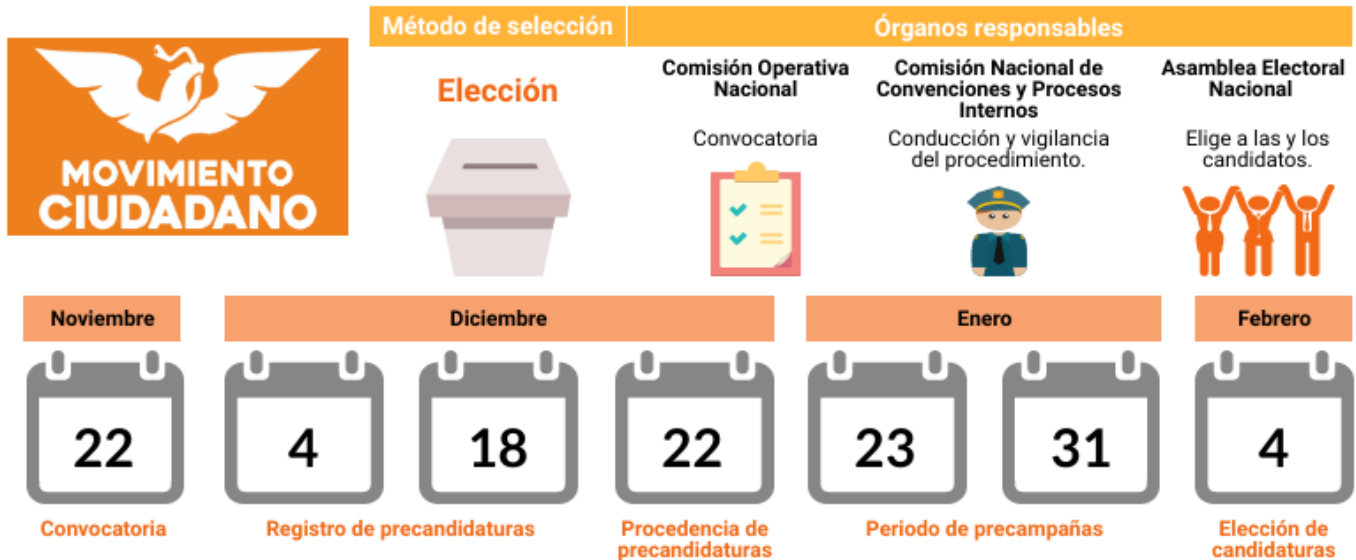 MOVIMIENTO
CIUDADANO
Método de selección
Órganos responsables
Elección
Comisión Operativa
Nacional
Convocatoria
Comisión Nacional de
Convenciones y Procesos
Internos
Conducción y vigilancia
del procedimiento.
Asamblea Electoral
Nacional
Elige a las y los
candidatos.
Noviembre
Diciembre
Enero
Febrero
22
4
18
22
23
31
4
Convocatoria
Registro de precandidaturas
Procedencia de
precandidaturas
Periodo de precampañas
Elección de
candidaturas